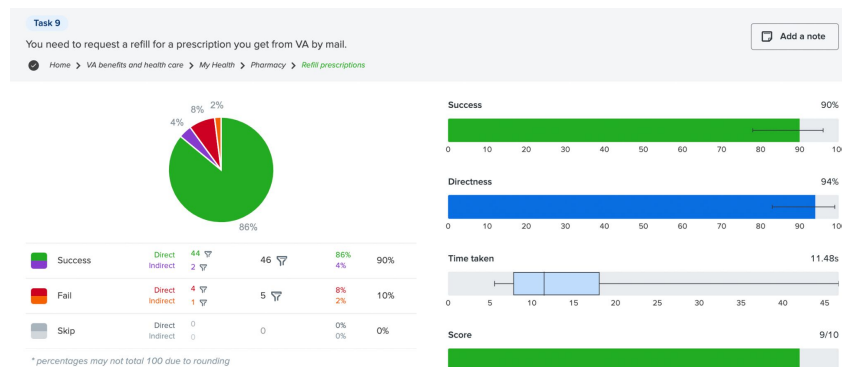 Task 9
You need to request a refill for a prescription you get from VA by mail.
Home > VA benefits and health care > My Health > Pharmacy > Refill prescriptions
Add a note
8% 2%
4%
86%
Success Direct 44 46 86% 90%
Indirect 2 4%
Fail Direct 4 5 8% 10%
Indirect 1 2%
Skip Direct 0 0 0% 0%
Indirect 0 0%
* percentages may not total 100 due to rounding
Success 90%
0 10 20 30 40 50 60 70 80 90 10
Directness 94%
0 10 20 30 40 50 60 70 80 90 10
Time taken 11.48s
0 5 10 15 20 25 30 35 40 45
Score 9/10